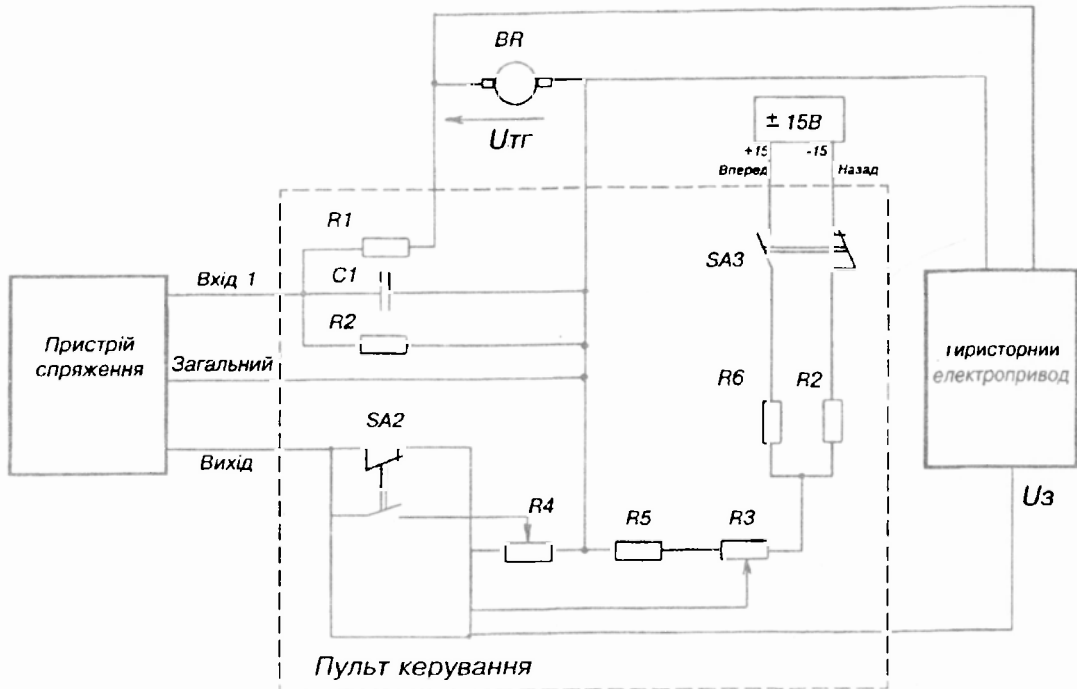 BR
Uтг
± 15В
+15 -15
Вперед Назад
R1
SA3
Вхід 1
C1
R2
Пристрій
спряження
Загальний
тиристорний
електропривод
R6 R2
SA2
Вихід
Uз
R4
R5 R3
Пульт керування